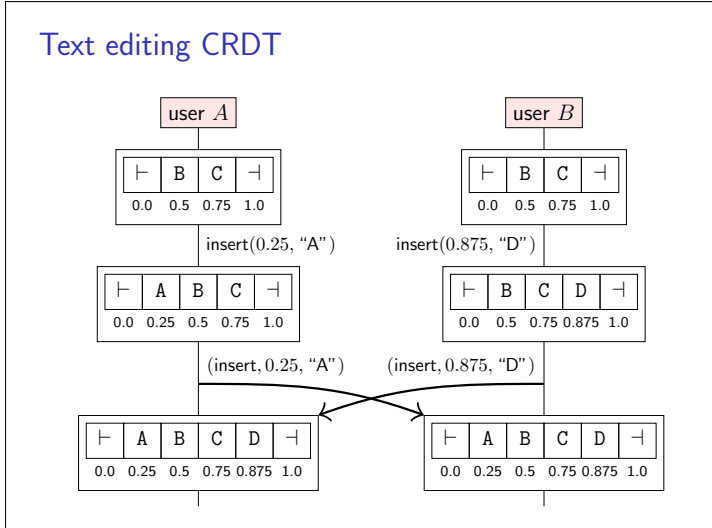 Text editing CRDT
user A user B
⊢ B C ⊣ ⊢ B C ⊣
0.0 0.5 0.75 1.0 0.0 0.5 0.75 1.0
insert(0.25, “A”) insert(0.875, “D”)
⊢ A B C ⊣ ⊢ B C D ⊣
0.0 0.25 0.5 0.75 1.0 0.0 0.5 0.75 0.875 1.0
(insert, 0.25, “A”) (insert, 0.875, “D”)
⊢ A B C D ⊣ ⊢ A B C D ⊣
0.0 0.25 0.5 0.75 0.875 1.0 0.0 0.25 0.5 0.75 0.875 1.0